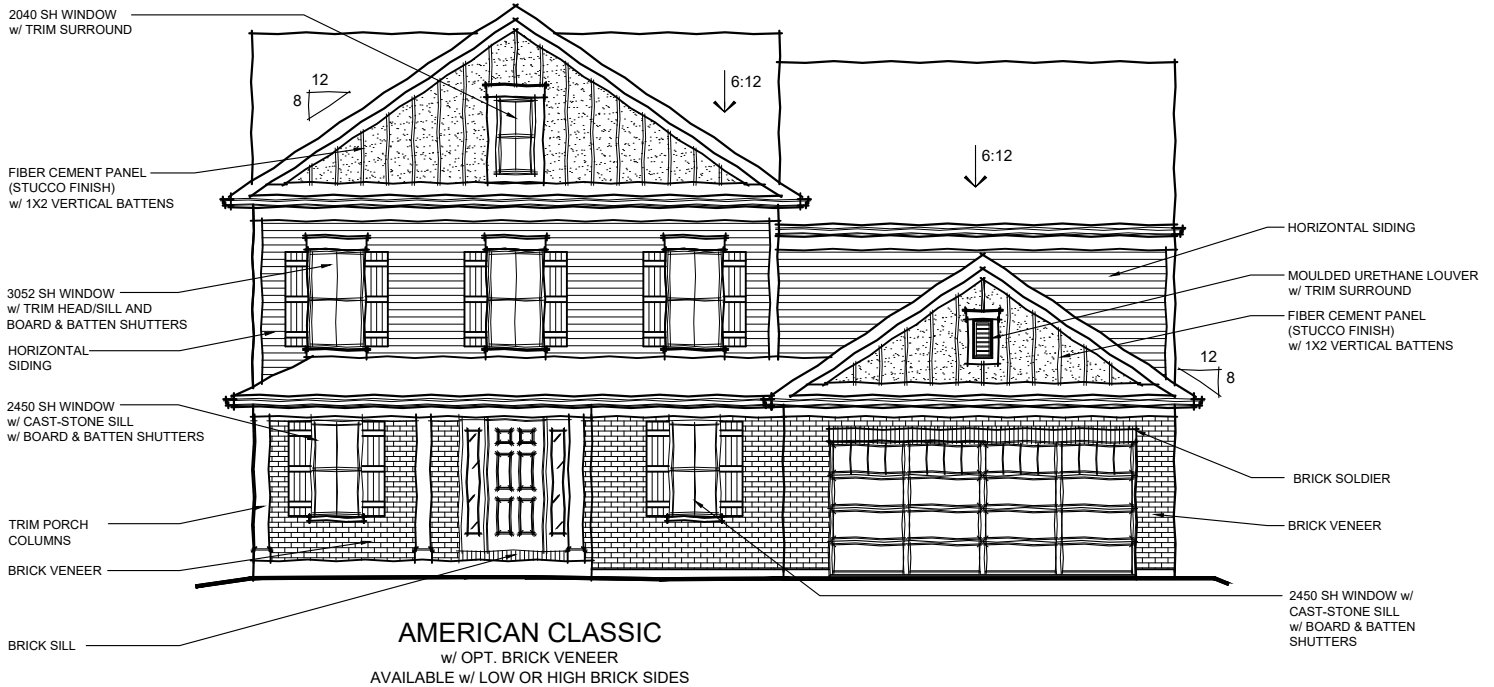 2040 SH WINDOW
w/ TRIM SURROUND
12
8
6:12
6:12
FIBER CEMENT PANEL
(STUCCO FINISH)
w/ 1X2 VERTICAL BATTENS
3052 SH WINDOW
w/ TRIM HEAD/SILL AND
BOARD & BATTEN SHUTTERS
HORIZONTAL
SIDING
2450 SH WINDOW
w/ CAST-STONE SILL
w/ BOARD & BATTEN SHUTTERS
TRIM PORCH
COLUMNS
BRICK VENEER
BRICK SILL
HORIZONTAL SIDING
MOULDED URETHANE LOUVER
w/ TRIM SURROUND
FIBER CEMENT PANEL
(STUCCO FINISH)
w/ 1X2 VERTICAL BATTENS
12
8
BRICK SOLDIER
BRICK VENEER
2450 SH WINDOW w/
CAST-STONE SILL
w/ BOARD & BATTEN
SHUTTERS
AMERICAN CLASSIC
w/ OPT. BRICK VENEER
AVAILABLE w/ LOW OR HIGH BRICK SIDES